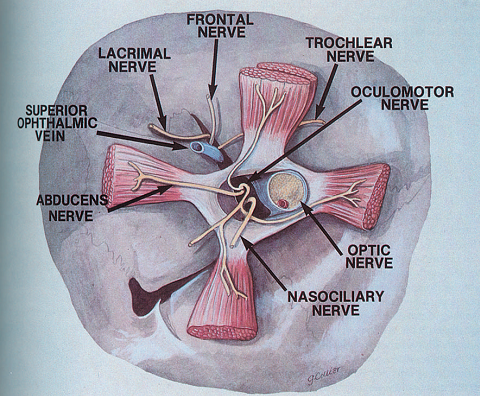 FRONTAL
NERVE
LACRIMAL
NERVE
TROCHLEAR
NERVE
OCULOMOTOR
NERVE
SUPERIOR
OPHTHALMIC
VEIN
ABDUCENS
NERVE
OPTIC
NERVE
NASOCILIARY
NERVE